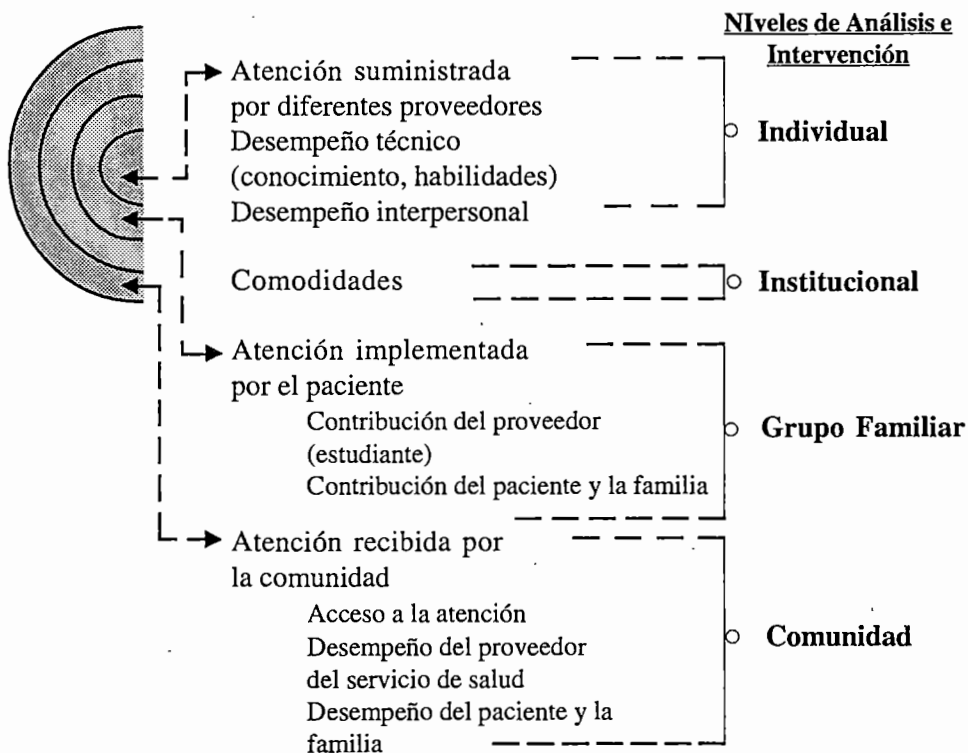 NIveles de Análisis e
Intervención
Atención suministrada
por diferentes proveedores
Desempeño técnico
(conocimiento, habilidades)
Desempeño interpersonal
Individual
Comodidades
Institucional
Atención implementada
por el paciente
Contribución del proveedor
(estudiante)
Contribución del paciente y la familia
Grupo Familiar
Atención recibida por
la comunidad
Acceso a la atención
Desempeño del proveedor
del servicio de salud
Desempeño del paciente y la
familia
Comunidad